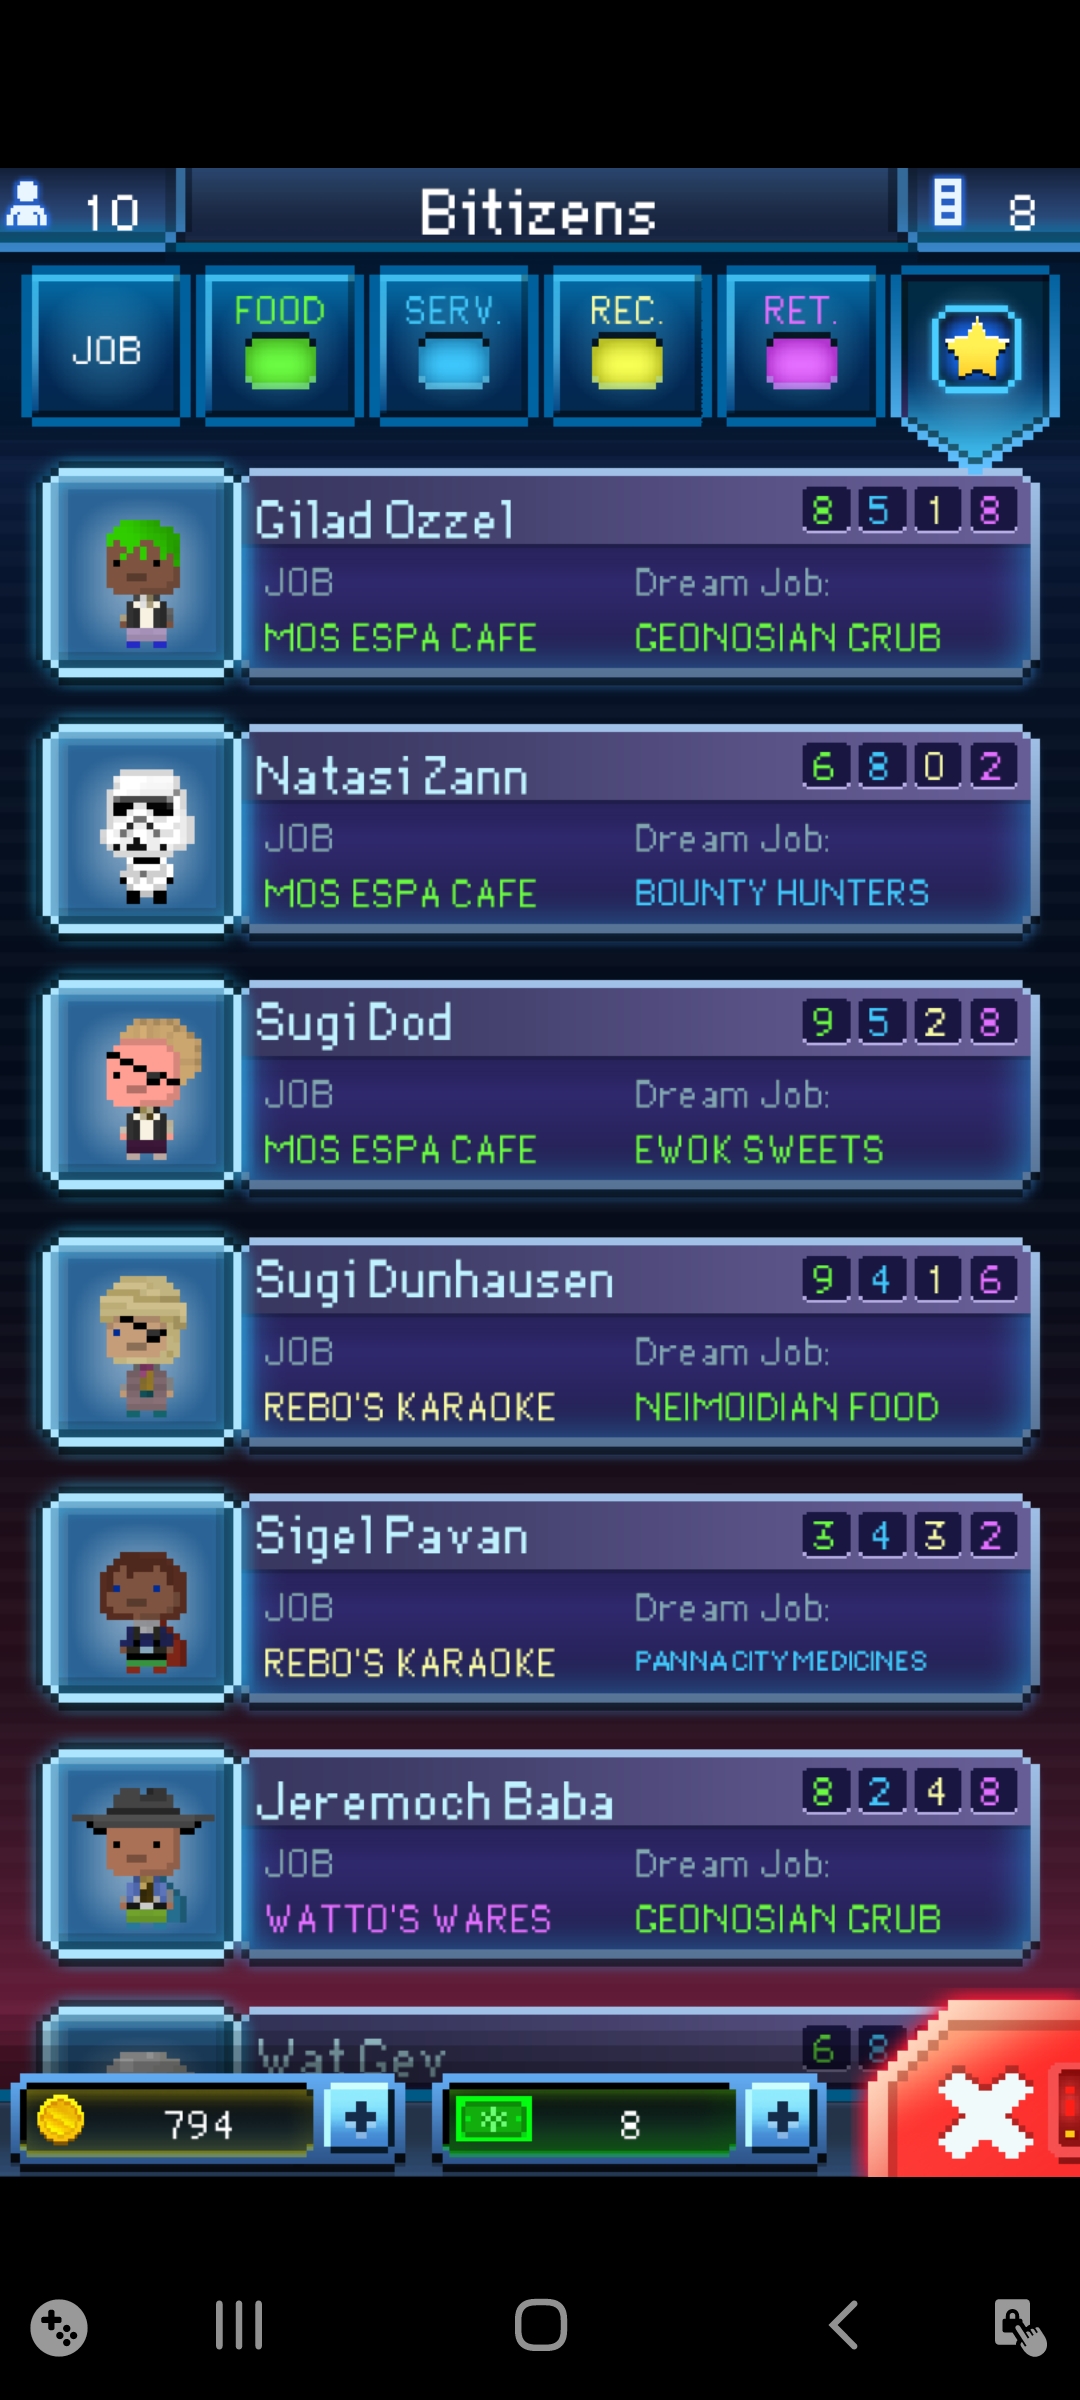 10 Bitizens 8
JOB FOOD SERV. REC. RET.
Gilad Ozzel 8 5 1 8
JOB Dream Job:
MOS ESPA CAFE GEONOSIAN GRUB
Natasi Zann 6 8 0 2
JOB Dream Job:
MOS ESPA CAFE BOUNTY HUNTERS
Sugi Dod 9 5 2 8
JOB Dream Job:
MOS ESPA CAFE EWOK SWEETS
Sugi Dunhausen 9 4 1 6
JOB Dream Job:
REBO'S KARAOKE NEIMOIDIAN FOOD
Sigel Pavan 3 4 3 2
JOB Dream Job:
REBO'S KARAOKE PANNA CITY MEDICINES
Jeremoch Baba 8 2 4 8
JOB Dream Job:
WATTO'S WARES GEONOSIAN GRUB
Wat Gev 6 8
794 8